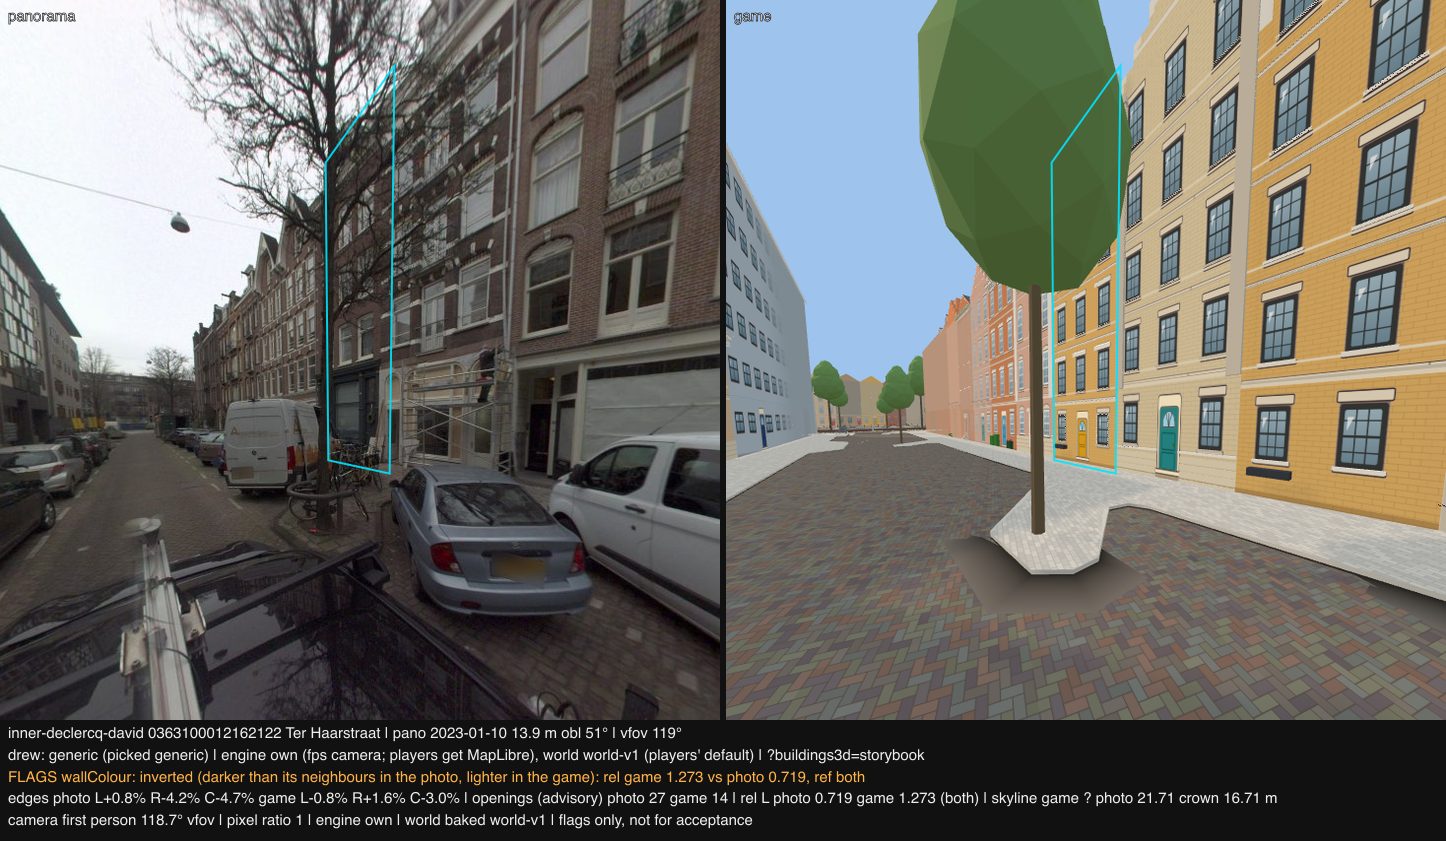 panorama
game
inner-declercq-david 0363100012162122 Ter Haarstraat | pano 2023-01-10 13.9 m obl 51° | vfov 119°
drew: generic (picked generic) | engine own (fps camera; players get MapLibre), world world-v1 (players' default) | ?buildings3d=storybook
FLAGS wallColour: inverted (darker than its neighbours in the photo, lighter in the game): rel game 1.273 vs photo 0.719, ref both
edges photo L+0.8% R-4.2% C-4.7% game L-0.8% R+1.6% C-3.0% | openings (advisory) photo 27 game 14 | rel L photo 0.719 game 1.273 (both) | skyline game ? photo 21.71 crown 16.71 m
camera first person 118.7° vfov | pixel ratio 1 | engine own | world baked world-v1 | flags only, not for acceptance